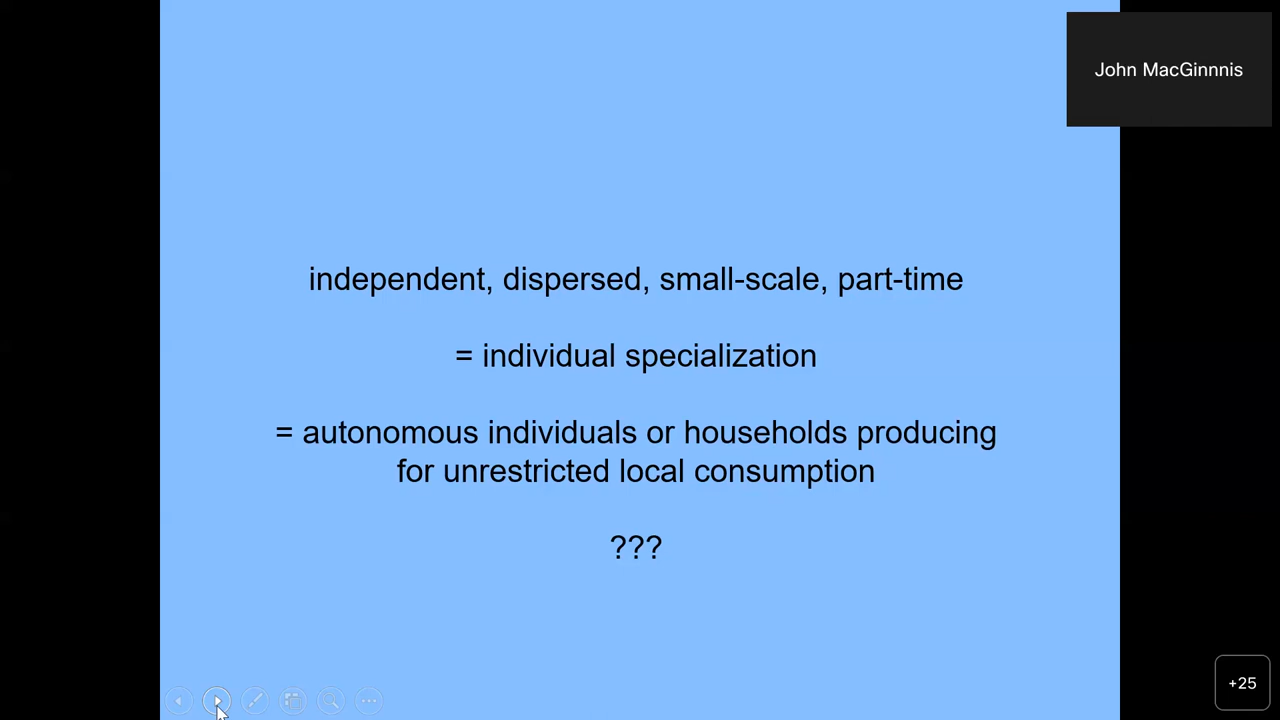 John MacGinnnis
independent, dispersed, small-scale, part-time
= individual specialization
= autonomous individuals or households producing
for unrestricted local consumption
???
+25